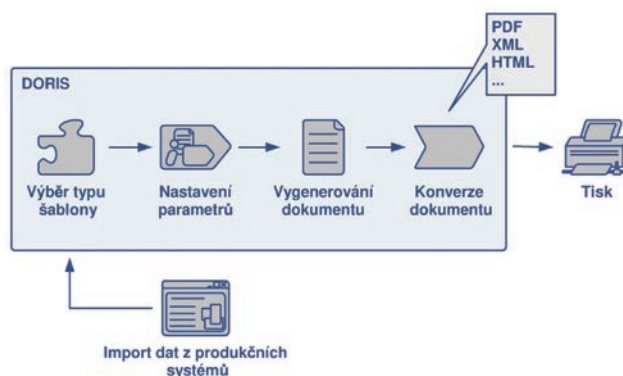 PDF
XML
HTML
...
DORIS
Výběr typu
šablony
Nastavení
parametrů
Vygenerování
dokumentu
Konverze
dokumentu
Tisk
Import dat z produkčních
systémů